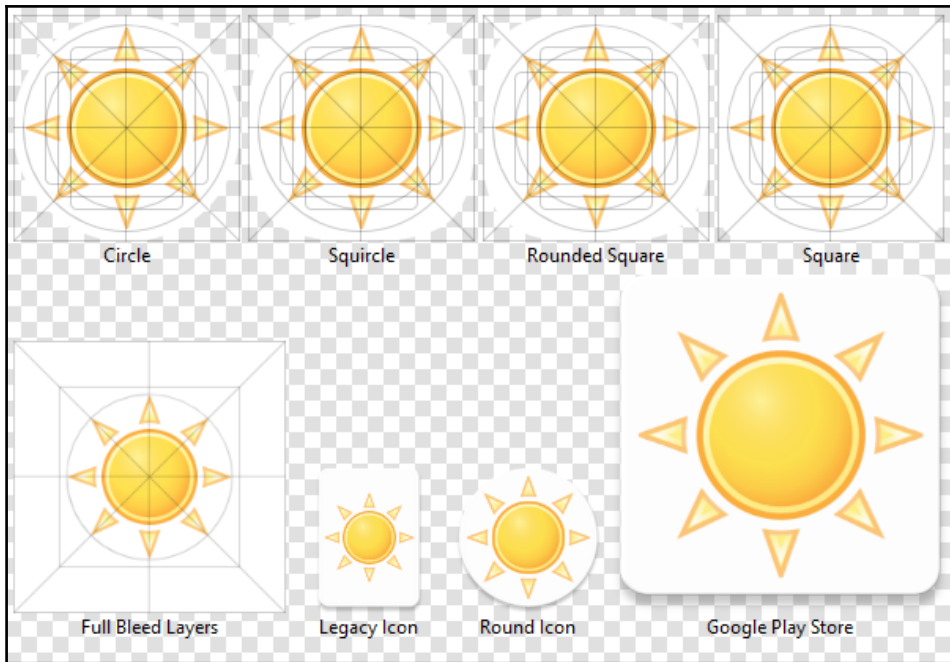 Circle
Squircle
Rounded Square
Square
Full Bleed Layers
Legacy Icon
Round Icon
Google Play Store